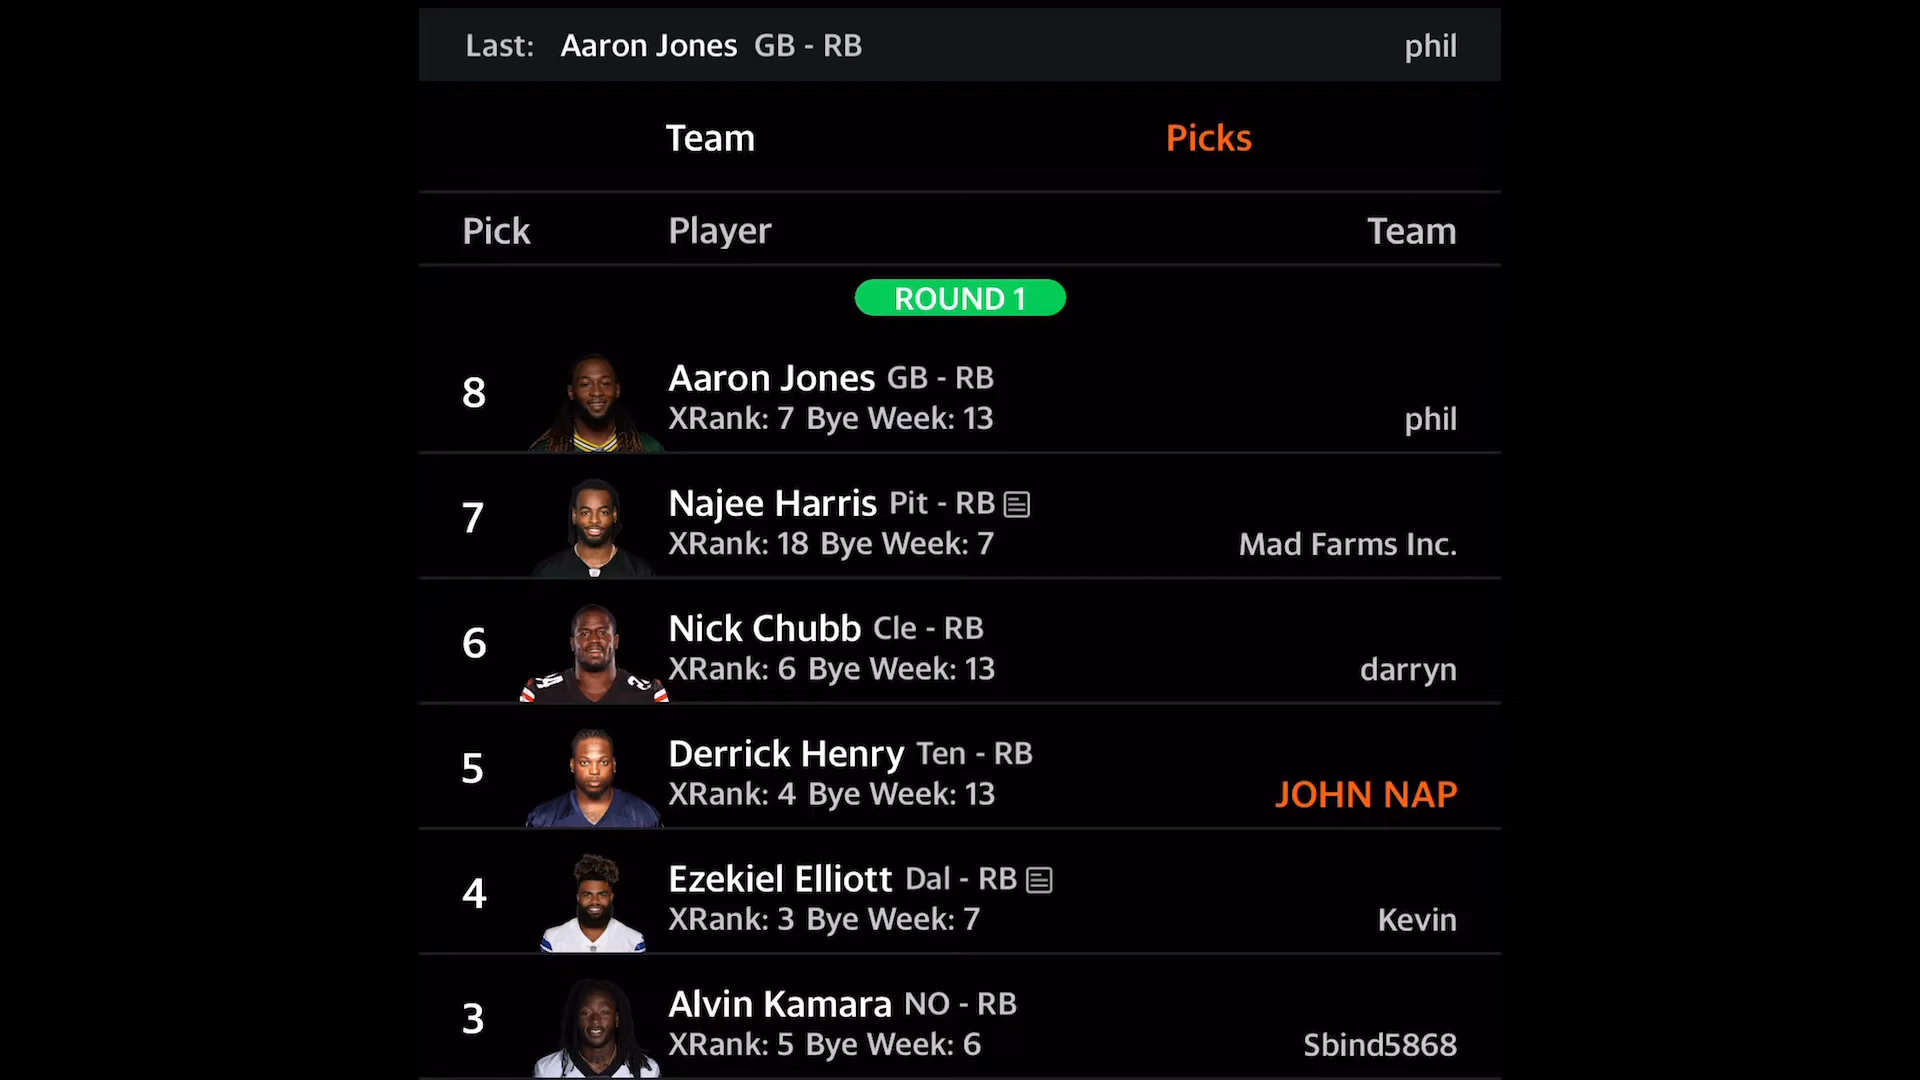 Last: Aaron Jones GB - RB phil
Team Picks
Pick Player Team
ROUND 1
8 Aaron Jones GB - RB
XRank: 7 Bye Week: 13 phil
7 Najee Harris Pit - RB
XRank: 18 Bye Week: 7 Mad Farms Inc.
6 Nick Chubb Cle - RB
XRank: 6 Bye Week: 13 darryn
5 Derrick Henry Ten - RB
XRank: 4 Bye Week: 13 JOHN NAP
4 Ezekiel Elliott Dal - RB
XRank: 3 Bye Week: 7 Kevin
3 Alvin Kamara NO - RB
XRank: 5 Bye Week: 6 Sbind5868